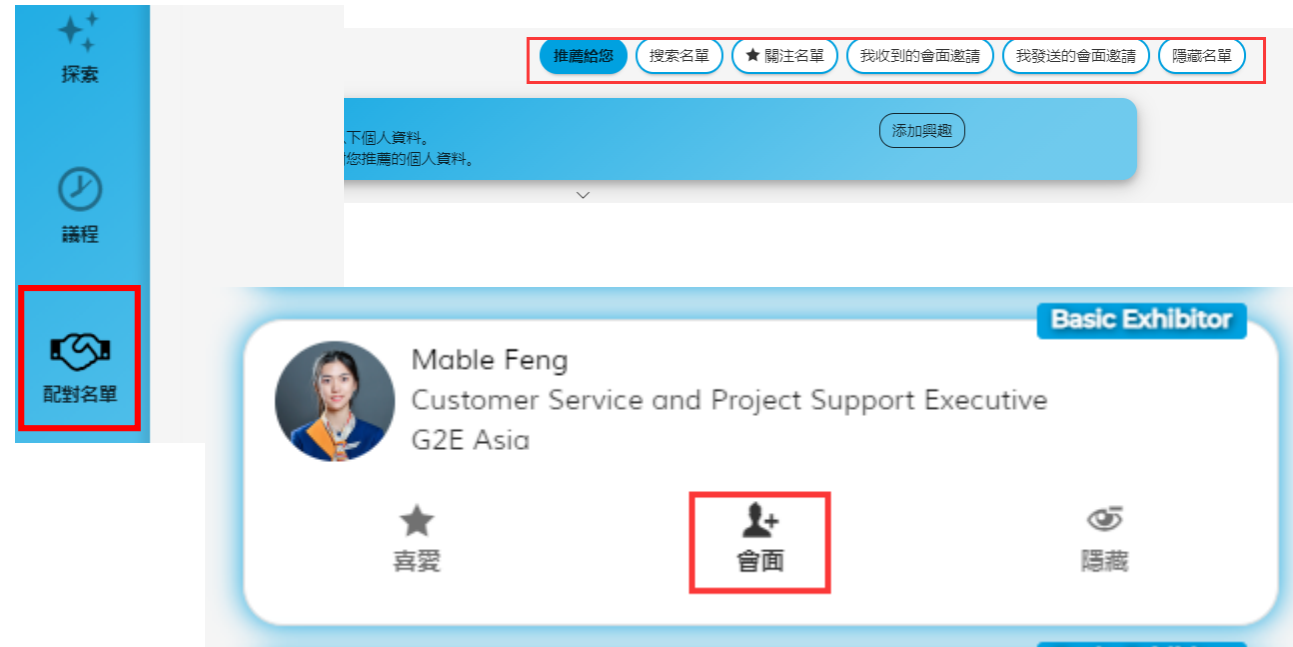 探索
議程
配對名單
推薦給您
搜索名單
★ 關注名單
我收到的會面邀請
我發送的會面邀請
隱藏名單
下個人資料。
您推薦的個人資料。
添加興趣
Basic Exhibitor
Mable Feng
Customer Service and Project Support Executive
G2E Asia
喜愛
會面
隱藏